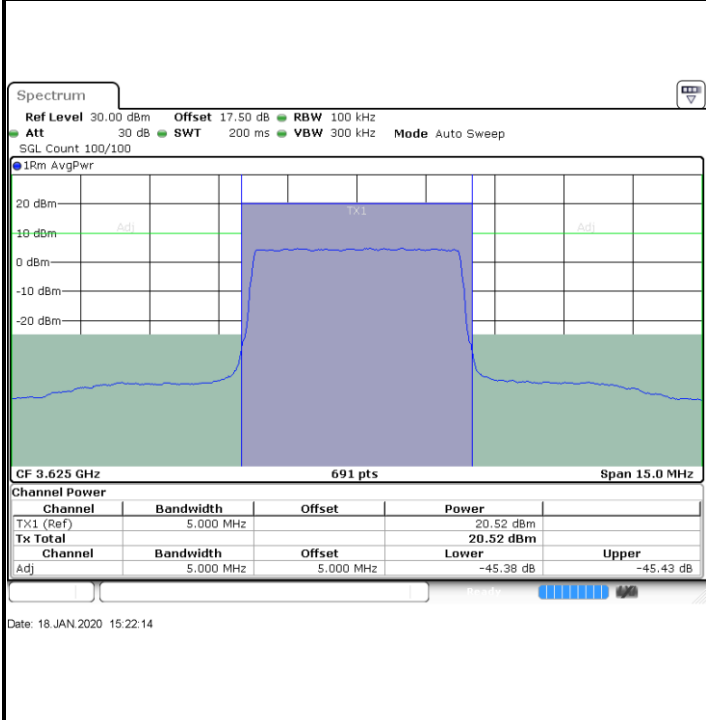 Spectrum
Ref Level 30.00 dBm Offset 17.50 dB RBW 100 kHz
Att 30 dB SWT 200 ms VBW 300 kHz Mode Auto Sweep
SGL Count 100/100
1Rm AvgPwr
20 dBm
TX1
Adj
Adj
10 dBm
0 dBm
-10 dBm
-20 dBm
CF 3.625 GHz 691 pts Span 15.0 MHz
Channel Power
Channel Bandwidth Offset Power
TX1 (Ref) 5.000 MHz 20.52 dBm
Tx Total 20.52 dBm
Channel Bandwidth Offset Lower Upper
Adj 5.000 MHz 5.000 MHz -45.38 dB -45.43 dB
Ready
Date: 18.JAN.2020 15:22:14